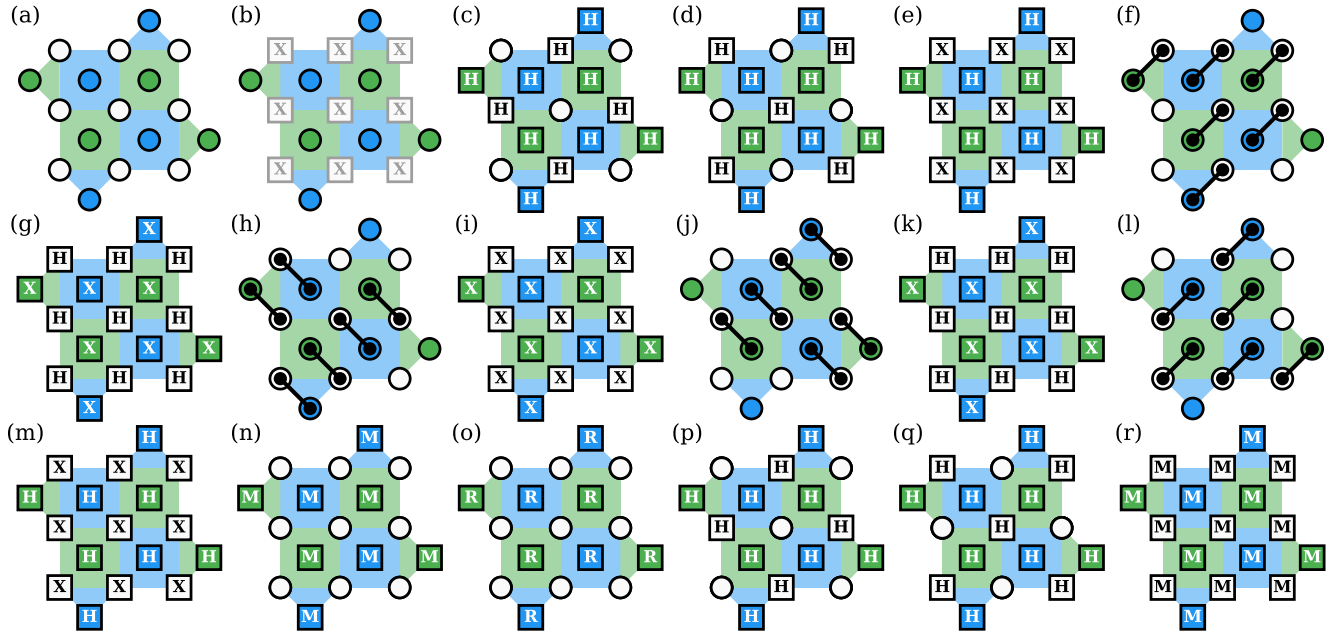 (a)
(b)
X X X
X X X
X X X
(c)
H
H
H H H
H H
H H H
H
H
(d)
H
H H
H H H
H
H H H
H H
H
(e)
H
X X X
H H H
X X X
H H H
X X X
H
(f)
(g)
X
H H H
X X X
H H H
X X X
H H H
X
(h)
(i)
X
X X X
X X X
X X X
X X X
X X X
X
(j)
(k)
X
H H H
X X X
H H H
X X X
H H H
X
(l)
(m)
H
X X X
H H H
X X X
H H H
X X X
H
(n)
M
M M M
M M M
M
(o)
R
R R R
R R R
R
(p)
H
H
H H H
H H
H H H
H
H
(q)
H
H H
H H H
H
H H H
H H
H
(r)
M
M M M
M M M
M M M
M M M
M M M
M